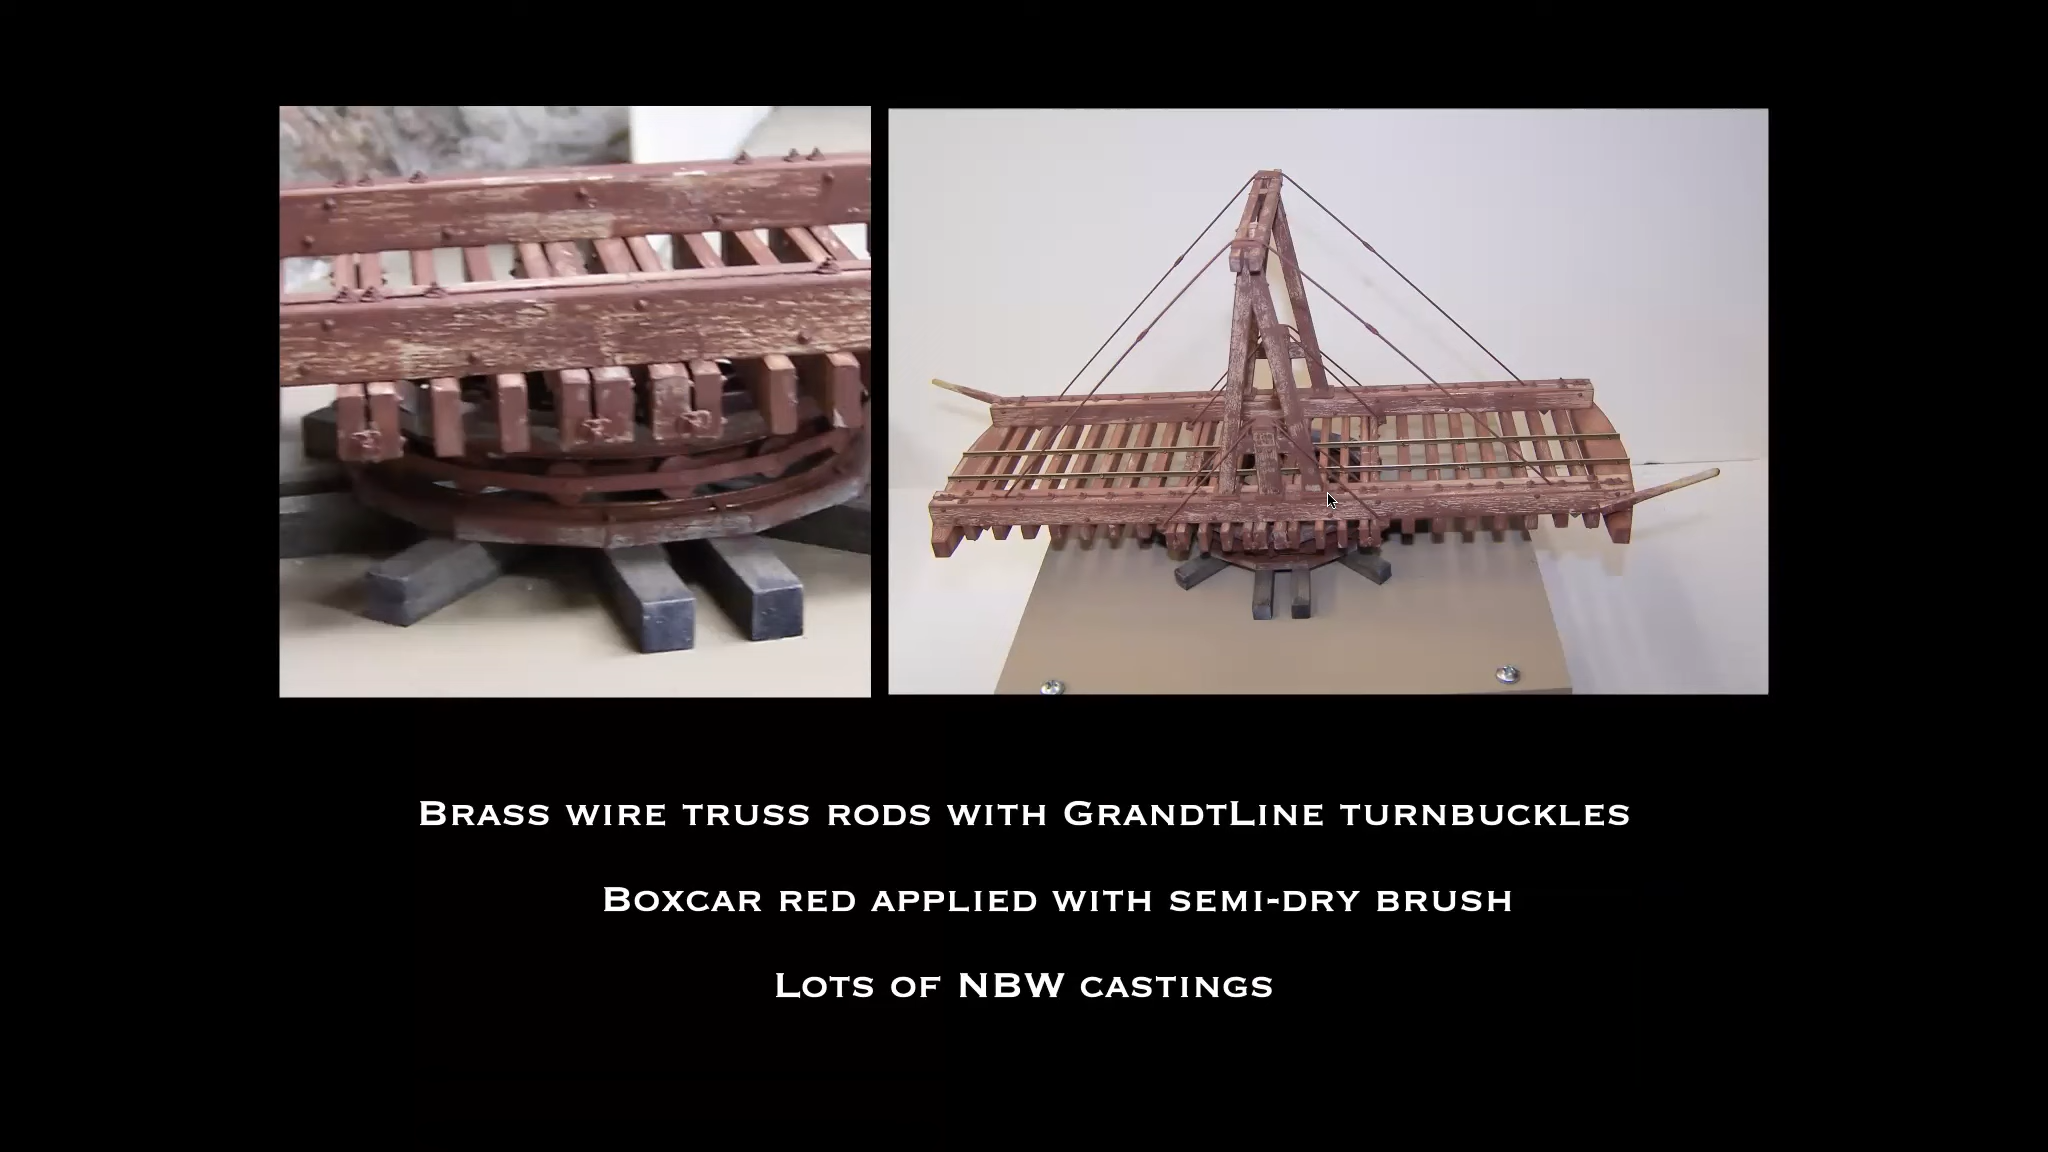 Brass wire truss rods with GrandtLine turnbuckles
Boxcar red applied with semi-dry brush
Lots of NBW castings